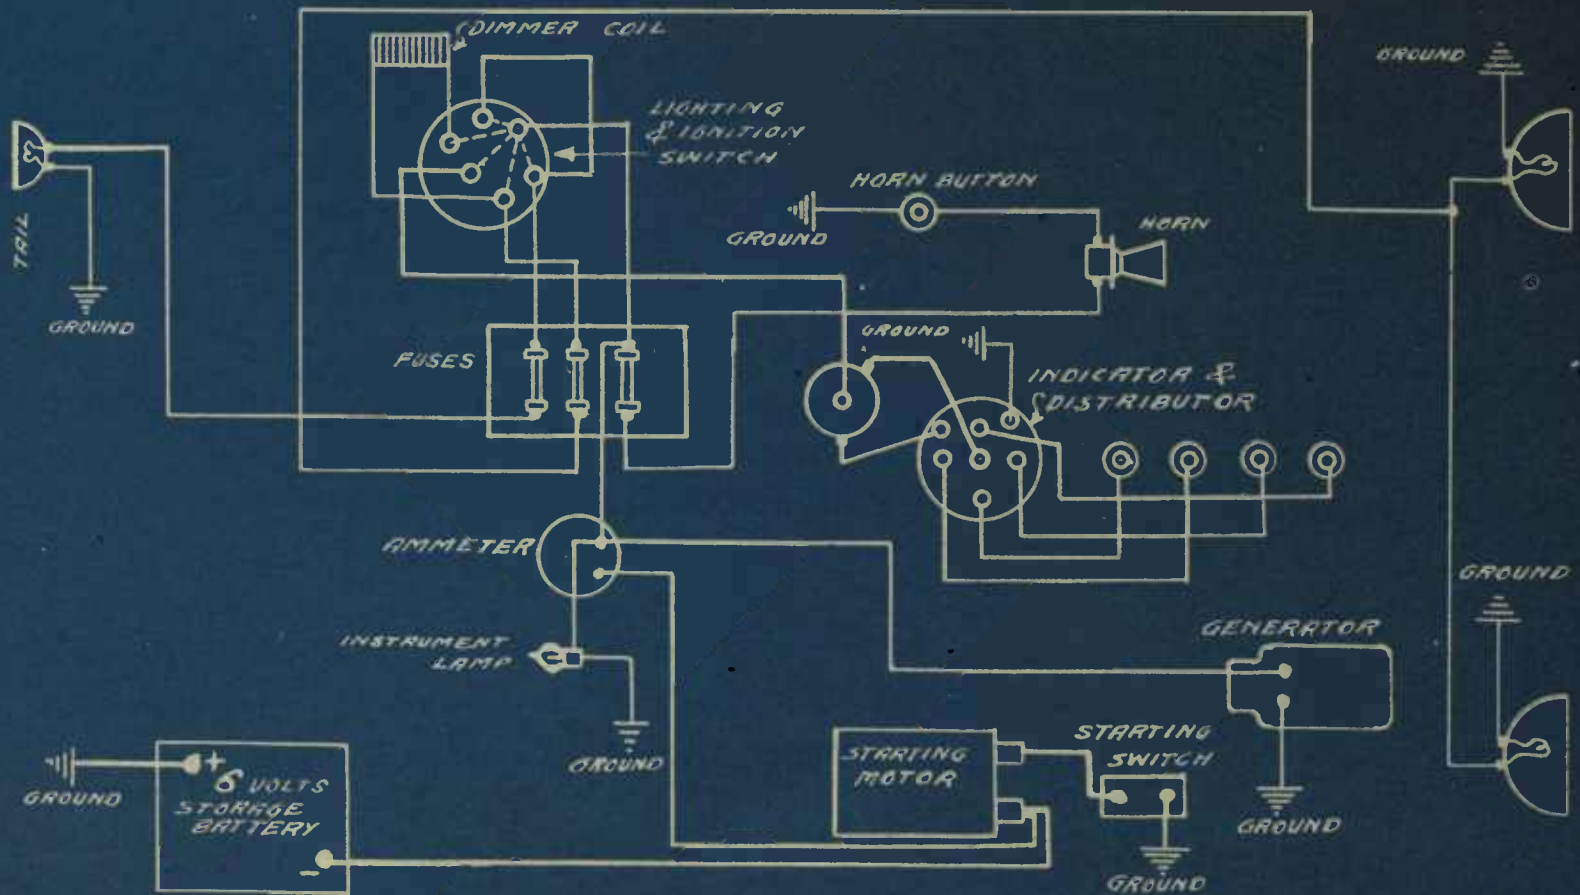 DIMMER COIL
GROUND
LIGHTING
& IGNITION
SWITCH
HORN BUTTON
TAIL
GROUND
HORN
GROUND
FUSES
GROUND
INDICATOR &
DISTRIBUTOR
AMMETER
GROUND
GENERATOR
INSTRUMENT
LAMP
STARTING
SWITCH
STARTING
MOTOR
GROUND
GROUND
+
6 VOLTS
STORAGE
BATTERY
-
GROUND
GROUND